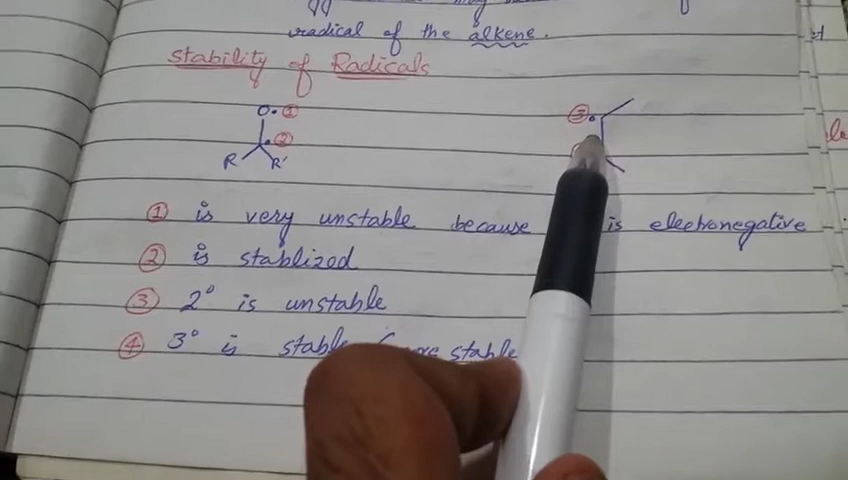 radical of the alkene.
Stability of Radicals
O. ①
③
②
R R'
① is very unstable because is electronegative
② is stablized
③ 2° is unstable
④ 3° is stable stable